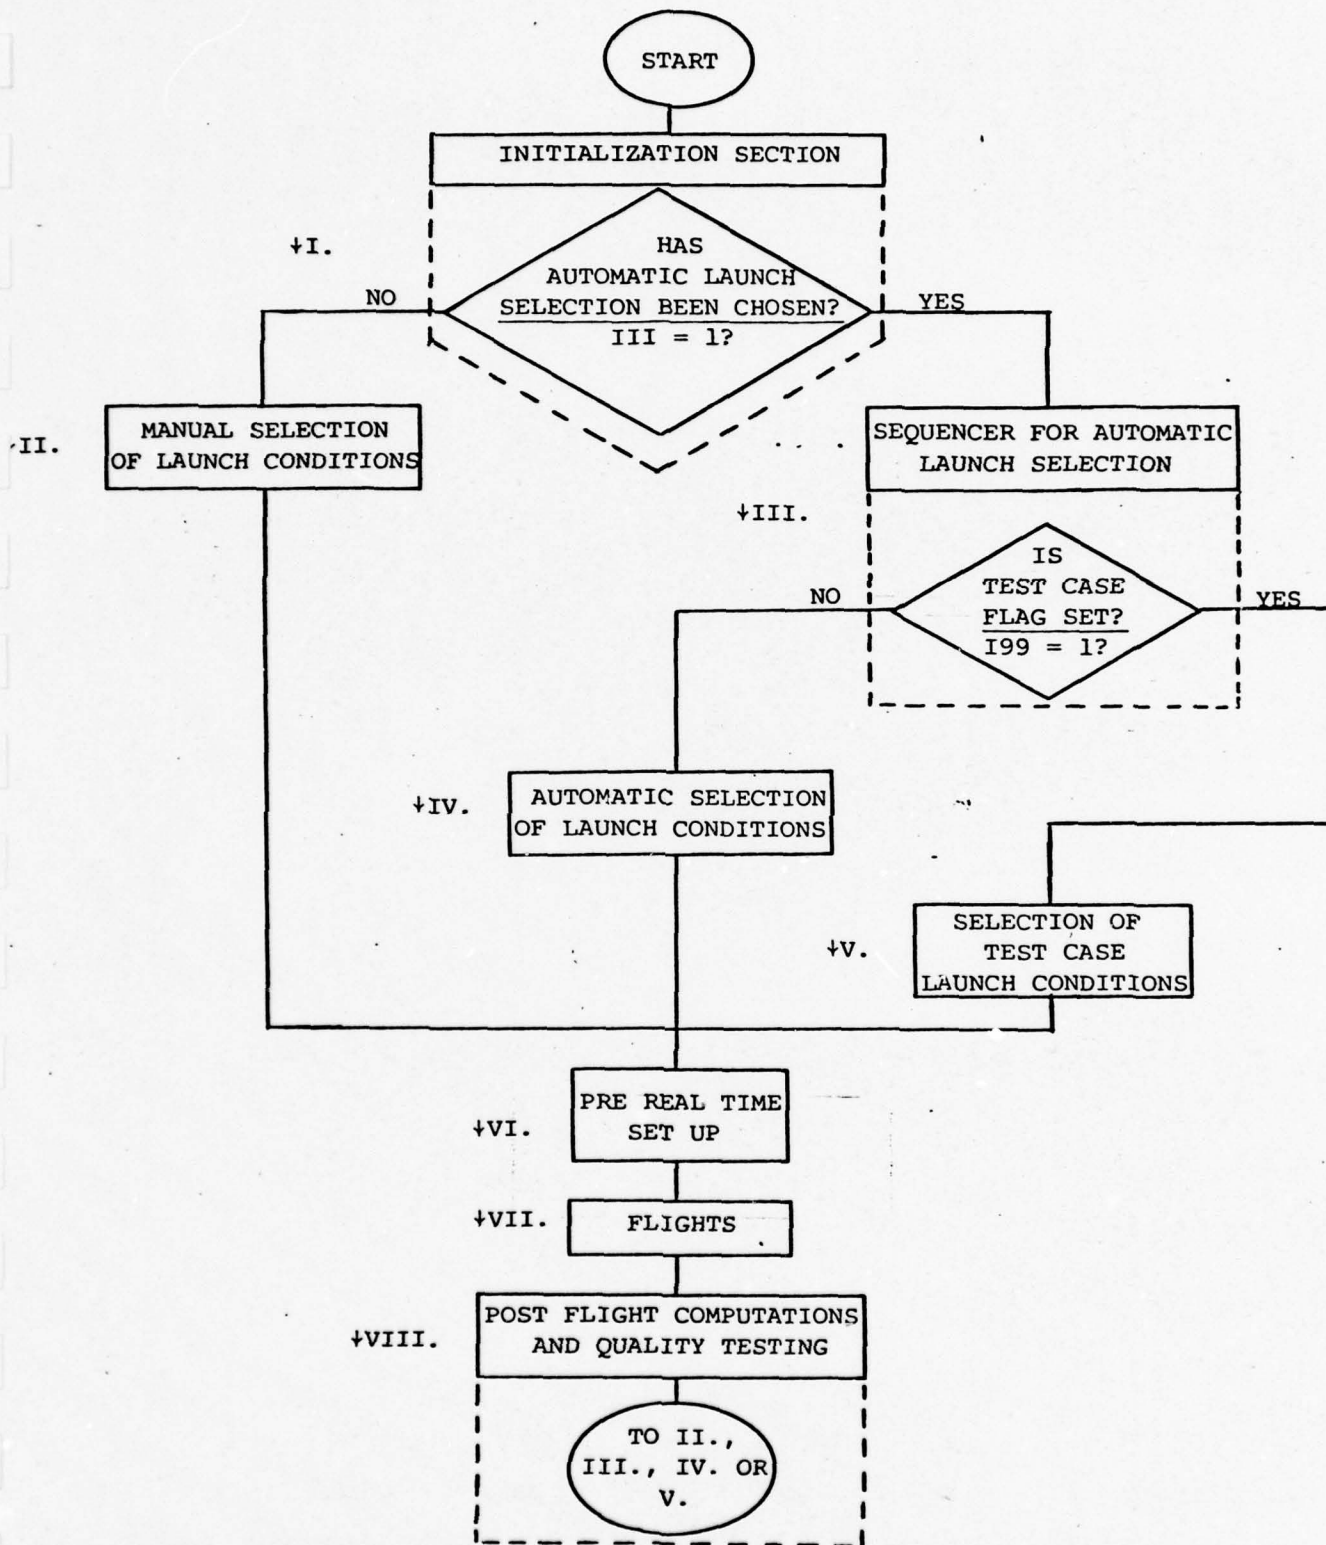 START
INITIALIZATION SECTION
↓I.
HAS
AUTOMATIC LAUNCH
SELECTION BEEN CHOSEN?
III = 1?
NO
YES
II.
MANUAL SELECTION
OF LAUNCH CONDITIONS
SEQUENCER FOR AUTOMATIC
LAUNCH SELECTION
↓III.
IS
TEST CASE
FLAG SET?
I99 = 1?
NO
YES
↓IV.
AUTOMATIC SELECTION
OF LAUNCH CONDITIONS
↓V.
SELECTION OF
TEST CASE
LAUNCH CONDITIONS
↓VI.
PRE REAL TIME
SET UP
↓VII.
FLIGHTS
↓VIII.
POST FLIGHT COMPUTATIONS
AND QUALITY TESTING
TO II.,
III., IV. OR
V.